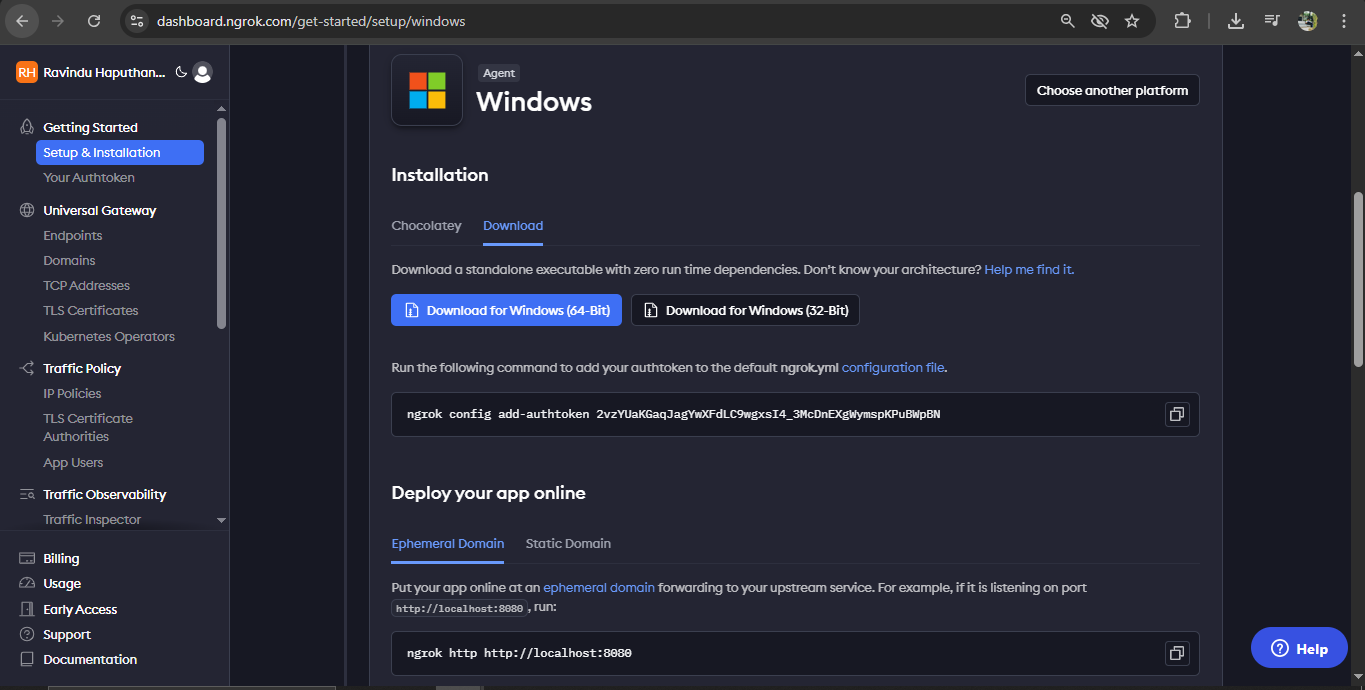 dashboard.ngrok.com/get-started/setup/windows
RH Ravindu Haputhan...
Getting Started
Setup & Installation
Your Authtoken
Universal Gateway
Endpoints
Domains
TCP Addresses
TLS Certificates
Kubernetes Operators
Traffic Policy
IP Policies
TLS Certificate
Authorities
App Users
Traffic Observability
Traffic Inspector
Billing
Usage
Early Access
Support
Documentation
Agent
Windows
Choose another platform
Installation
Chocolatey Download
Download a standalone executable with zero run time dependencies. Don't know your architecture? Help me find it.
Download for Windows (64-Bit) Download for Windows (32-Bit)
Run the following command to add your authtoken to the default ngrok.yml configuration file.
ngrok config add-authtoken 2vzYUaKGaqJagYwXFdLC9wgxsI4_3McDnEXgWymspKPuBWpBN
Deploy your app online
Ephemeral Domain Static Domain
Put your app online at an ephemeral domain forwarding to your upstream service. For example, if it is listening on port
http://localhost:8080, run:
ngrok http http://localhost:8080
Help